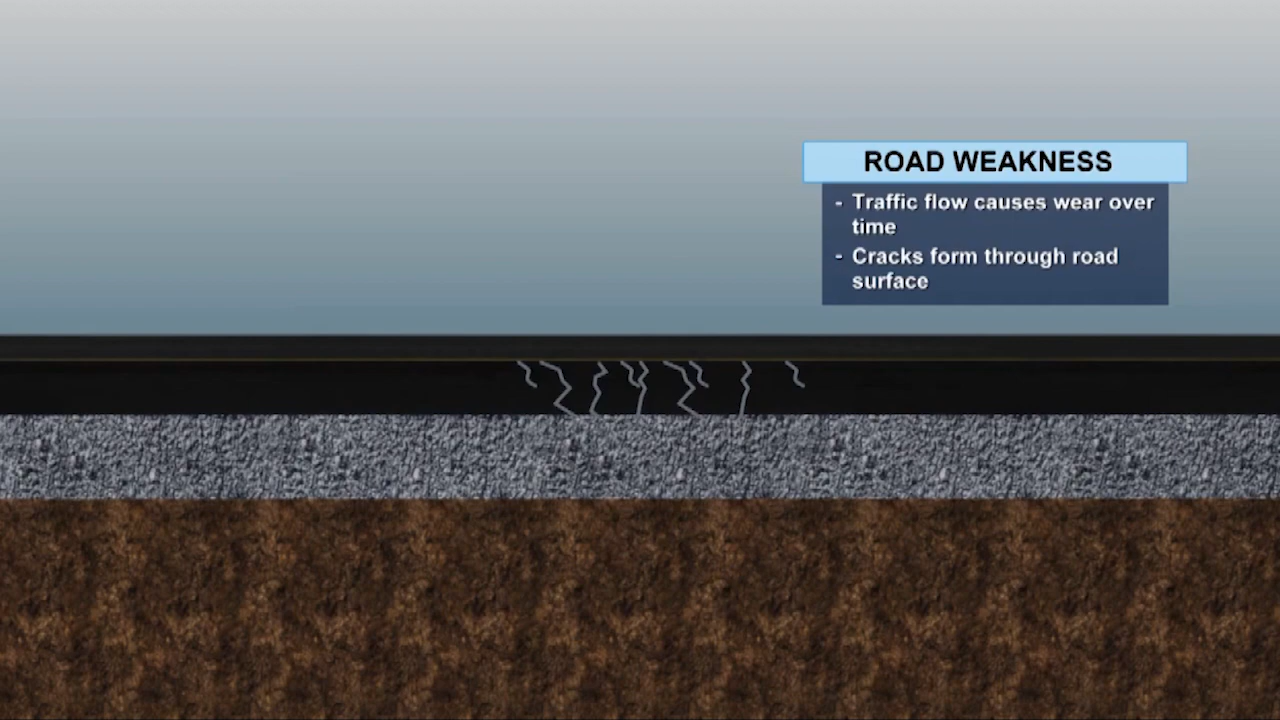 ROAD WEAKNESS
- Traffic flow causes wear over
time
- Cracks form through road
surface